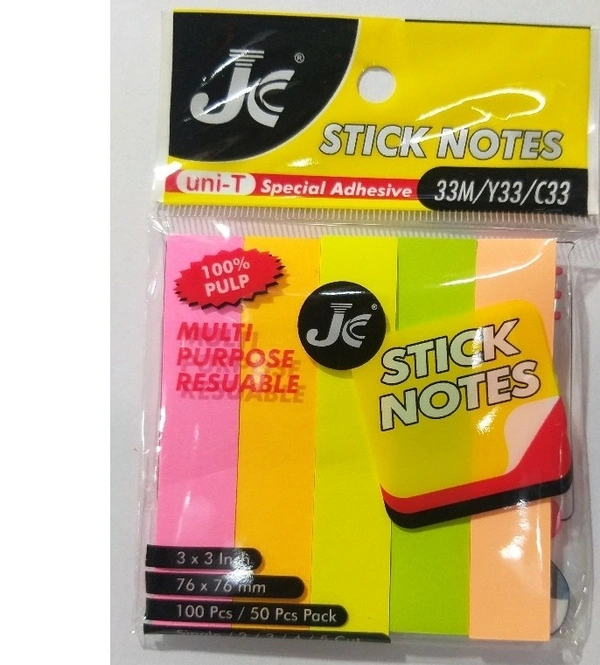 JC®
STICK NOTES
uni-T Special Adhesive 33M/Y33/C33
100%
PULP
JC®
MULTI
PURPOSE
RESUABLE
STICK
NOTES
3 x 3 Inch
76 x 76 mm
100 Pcs / 50 Pcs Pack